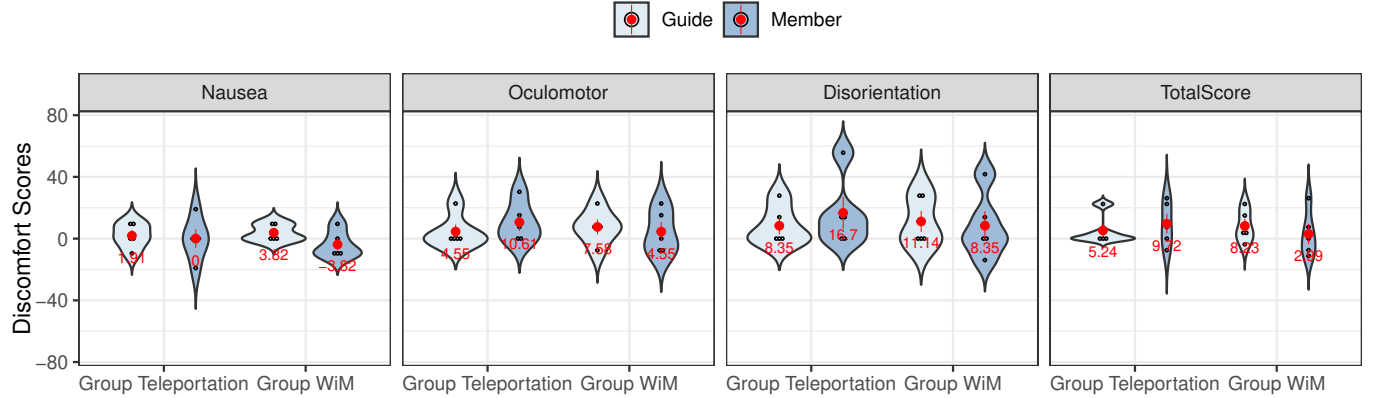 Guide Member
Nausea Oculomotor Disorientation TotalScore
Discomfort Scores
80
40
0
−40
−80
1.91 0 3.82 −3.82
4.55 10.61 7.58 4.55
8.35 16.7 11.14 8.35
5.24 8.23
Group Teleportation Group WiM Group Teleportation Group WiM Group Teleportation Group WiM Group Teleportation Group WiM